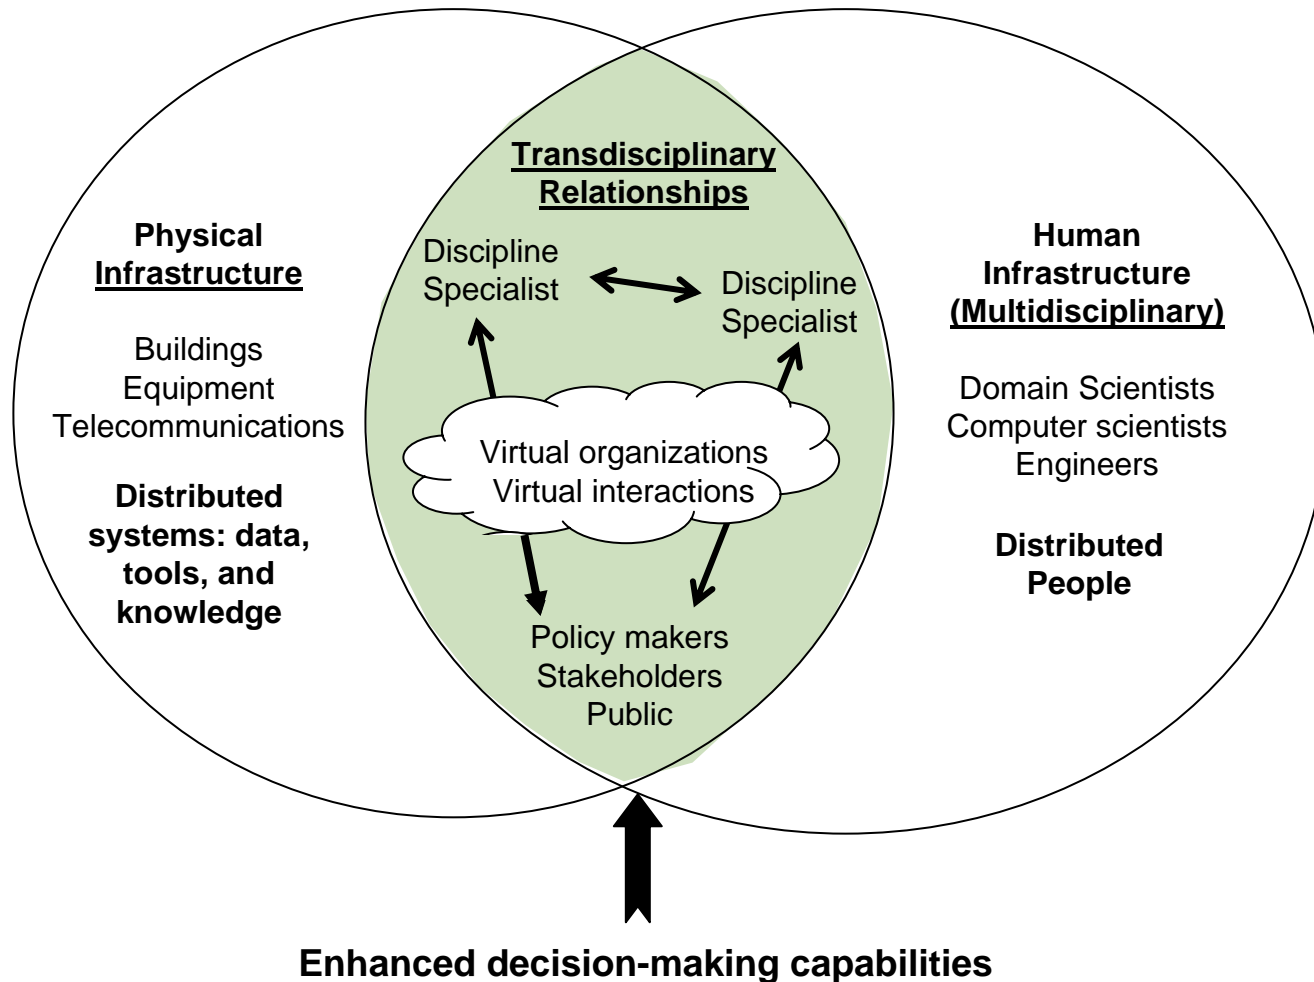 Transdisciplinary
Relationships
Physical
Infrastructure
Buildings
Equipment
Telecommunications
Distributed
systems: data,
tools, and
knowledge
Discipline
Specialist
Discipline
Specialist
Virtual organizations
Virtual interactions
Policy makers
Stakeholders
Public
Human
Infrastructure
(Multidisciplinary)
Domain Scientists
Computer scientists
Engineers
Distributed
People
Enhanced decision-making capabilities